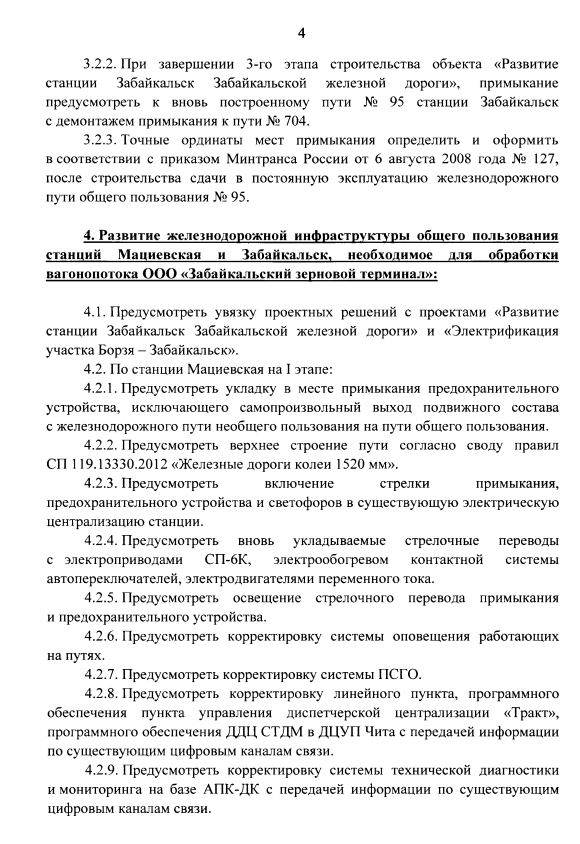 4
3.2.2. При завершении 3-го этапа строительства объекта «Развитие
станции Забайкальск Забайкальской железной дороги», примыкание
предусмотреть к вновь построенному пути № 95 станции Забайкальск
с демонтажем примыкания к пути № 704.
3.2.3. Точные ординаты мест примыкания определить и оформить
в соответствии с приказом Минтранса России от 6 августа 2008 года № 127,
после строительства сдачи в постоянную эксплуатацию железнодорожного
пути общего пользования № 95.
4. Развитие железнодорожной инфраструктуры общего пользования
станций Мациевская и Забайкальск, необходимое для обработки
вагонопотока ООО «Забайкальский зерновой терминал»:
4.1. Предусмотреть увязку проектных решений с проектами «Развитие
станции Забайкальск Забайкальской железной дороги» и «Электрификация
участка Борзя – Забайкальск».
4.2. По станции Мациевская на I этапе:
4.2.1. Предусмотреть укладку в месте примыкания предохранительного
устройства, исключающего самопроизвольный выход подвижного состава
с железнодорожного пути необщего пользования на пути общего пользования.
4.2.2. Предусмотреть верхнее строение пути согласно своду правил
СП 119.13330.2012 «Железные дороги колеи 1520 мм».
4.2.3. Предусмотреть включение стрелки примыкания,
предохранительного устройства и светофоров в существующую электрическую
централизацию станции.
4.2.4. Предусмотреть вновь укладываемые стрелочные переводы
с электроприводами СП-6К, электрообогревом контактной системы
автопереключателей, электродвигателями переменного тока.
4.2.5. Предусмотреть освещение стрелочного перевода примыкания
и предохранительного устройства.
4.2.6. Предусмотреть корректировку системы оповещения работающих
на путях.
4.2.7. Предусмотреть корректировку системы ПСГО.
4.2.8. Предусмотреть корректировку линейного пункта, программного
обеспечения пункта управления диспетчерской централизации «Тракт»,
программного обеспечения ДДЦ СТДМ в ДЦУП Чита с передачей информации
по существующим цифровым каналам связи.
4.2.9. Предусмотреть корректировку системы технической диагностики
и мониторинга на базе АПК-ДК с передачей информации по существующим
цифровым каналам связи.